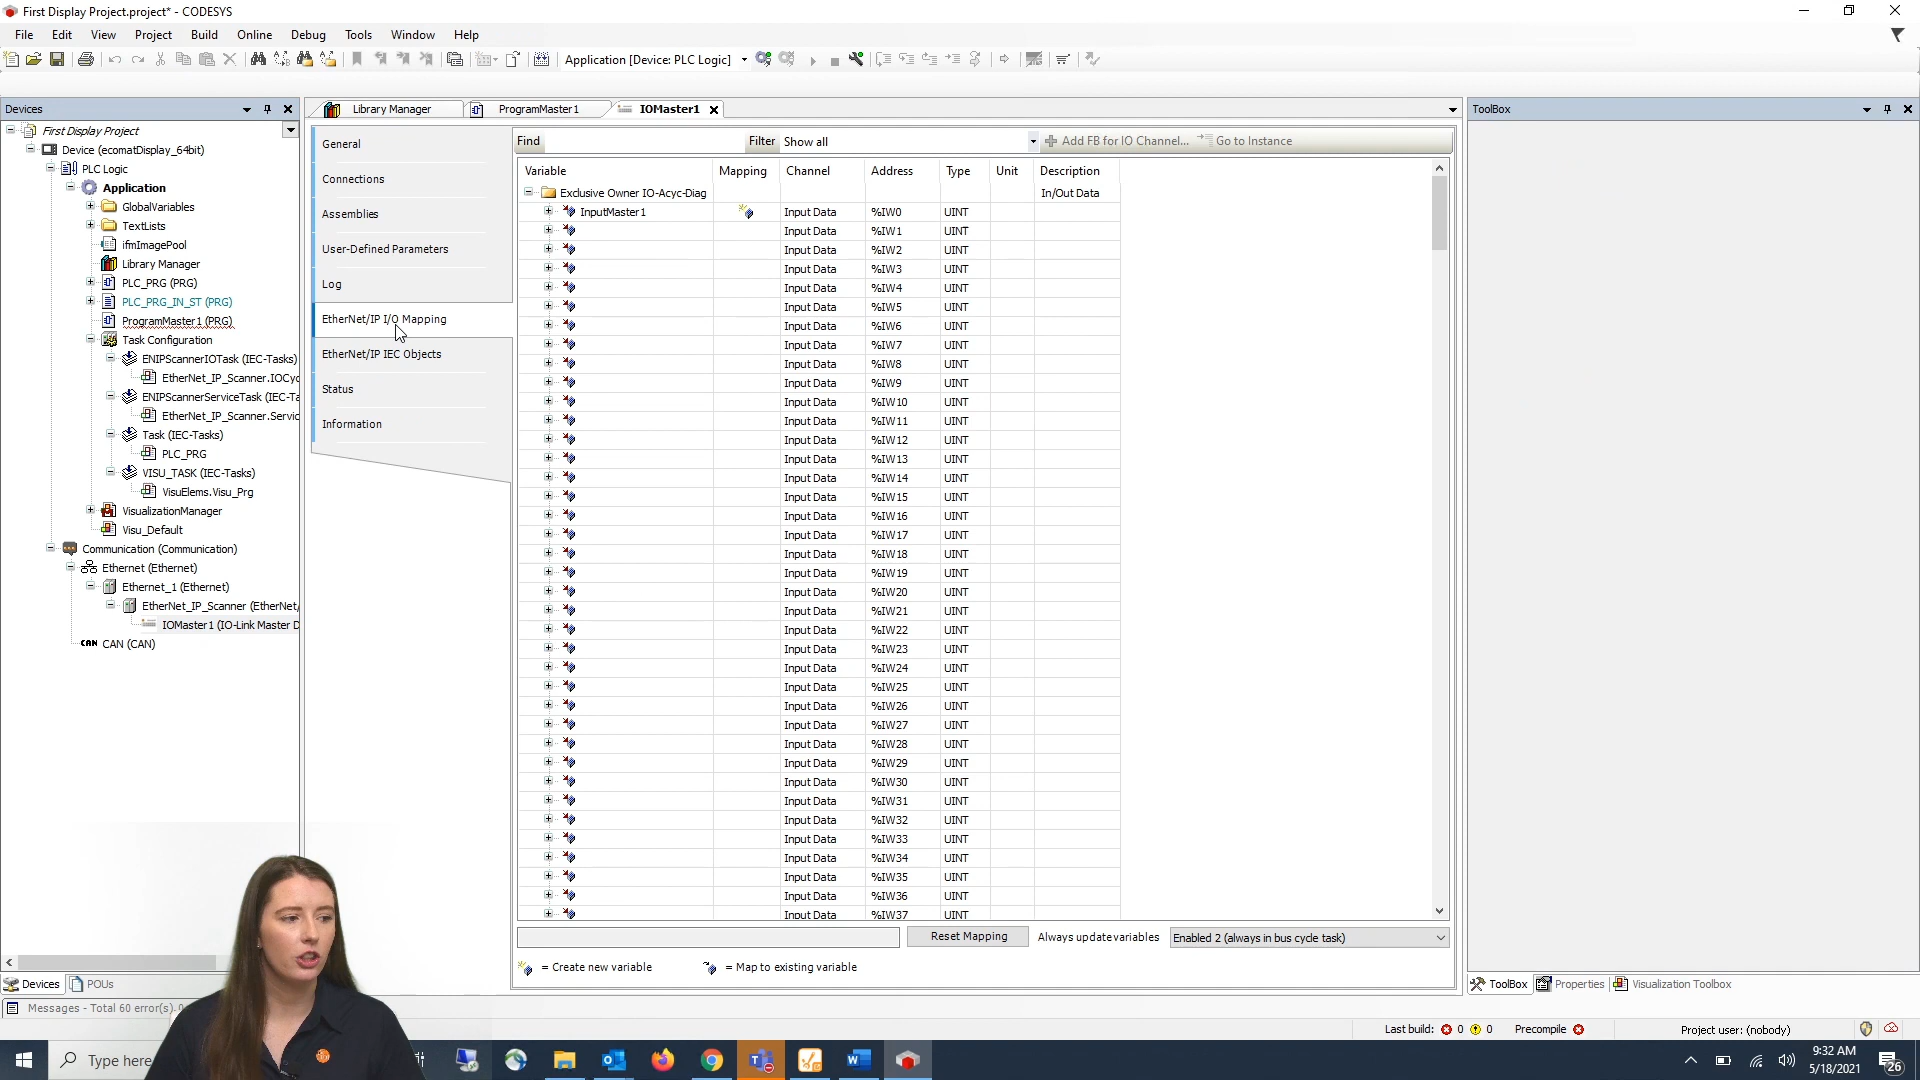 First Display Project.project* - CODESYS
File Edit View Project Build Online Debug Tools Window Help
Application [Device: PLC Logic]
Devices
First Display Project
Device (ecomatDisplay_64bit)
PLC Logic
Application
GlobalVariables
TextLists
ifmImagePool
Library Manager
PLC_PRG (PRG)
PLC_PRG_IN_ST (PRG)
ProgramMaster1 (PRG)
Task Configuration
ENIPScannerIOTask (IEC-Tasks)
EtherNet_IP_Scanner.IOCyc
ENIPScannerServiceTask (IEC-Ta
EtherNet_IP_Scanner.Servic
Task (IEC-Tasks)
PLC_PRG
VISU_TASK (IEC-Tasks)
VisuElems.Visu_Prg
VisualizationManager
Visu_Default
Communication (Communication)
Ethernet (Ethernet)
Ethernet_1 (Ethernet)
EtherNet_IP_Scanner (EtherNet/
IOMaster1 (IO-Link Master D
CAN CAN (CAN)
Devices POUs
Library Manager ProgramMaster1 IOMaster1
General
Connections
Assemblies
User-Defined Parameters
Log
EtherNet/IP I/O Mapping
EtherNet/IP IEC Objects
Status
Information
Find Filter Show all Add FB for IO Channel... Go to Instance
Variable Mapping Channel Address Type Unit Description
Exclusive Owner IO-Acyc-Diag In/Out Data
InputMaster1 Input Data %IW0 UINT
Input Data %IW1 UINT
Input Data %IW2 UINT
Input Data %IW3 UINT
Input Data %IW4 UINT
Input Data %IW5 UINT
Input Data %IW6 UINT
Input Data %IW7 UINT
Input Data %IW8 UINT
Input Data %IW9 UINT
Input Data %IW10 UINT
Input Data %IW11 UINT
Input Data %IW12 UINT
Input Data %IW13 UINT
Input Data %IW14 UINT
Input Data %IW15 UINT
Input Data %IW16 UINT
Input Data %IW17 UINT
Input Data %IW18 UINT
Input Data %IW19 UINT
Input Data %IW20 UINT
Input Data %IW21 UINT
Input Data %IW22 UINT
Input Data %IW23 UINT
Input Data %IW24 UINT
Input Data %IW25 UINT
Input Data %IW26 UINT
Input Data %IW27 UINT
Input Data %IW28 UINT
Input Data %IW29 UINT
Input Data %IW30 UINT
Input Data %IW31 UINT
Input Data %IW32 UINT
Input Data %IW33 UINT
Input Data %IW34 UINT
Input Data %IW35 UINT
Input Data %IW36 UINT
Input Data %IW37 UINT
Reset Mapping Always update variables Enabled 2 (always in bus cycle task)
= Create new variable = Map to existing variable
ToolBox
ToolBox Properties Visualization Toolbox
Messages - Total 60 error(s),
Last build: 0 0 Precompile Project user: (nobody)
Type here
9:32 AM
5/18/2021
26